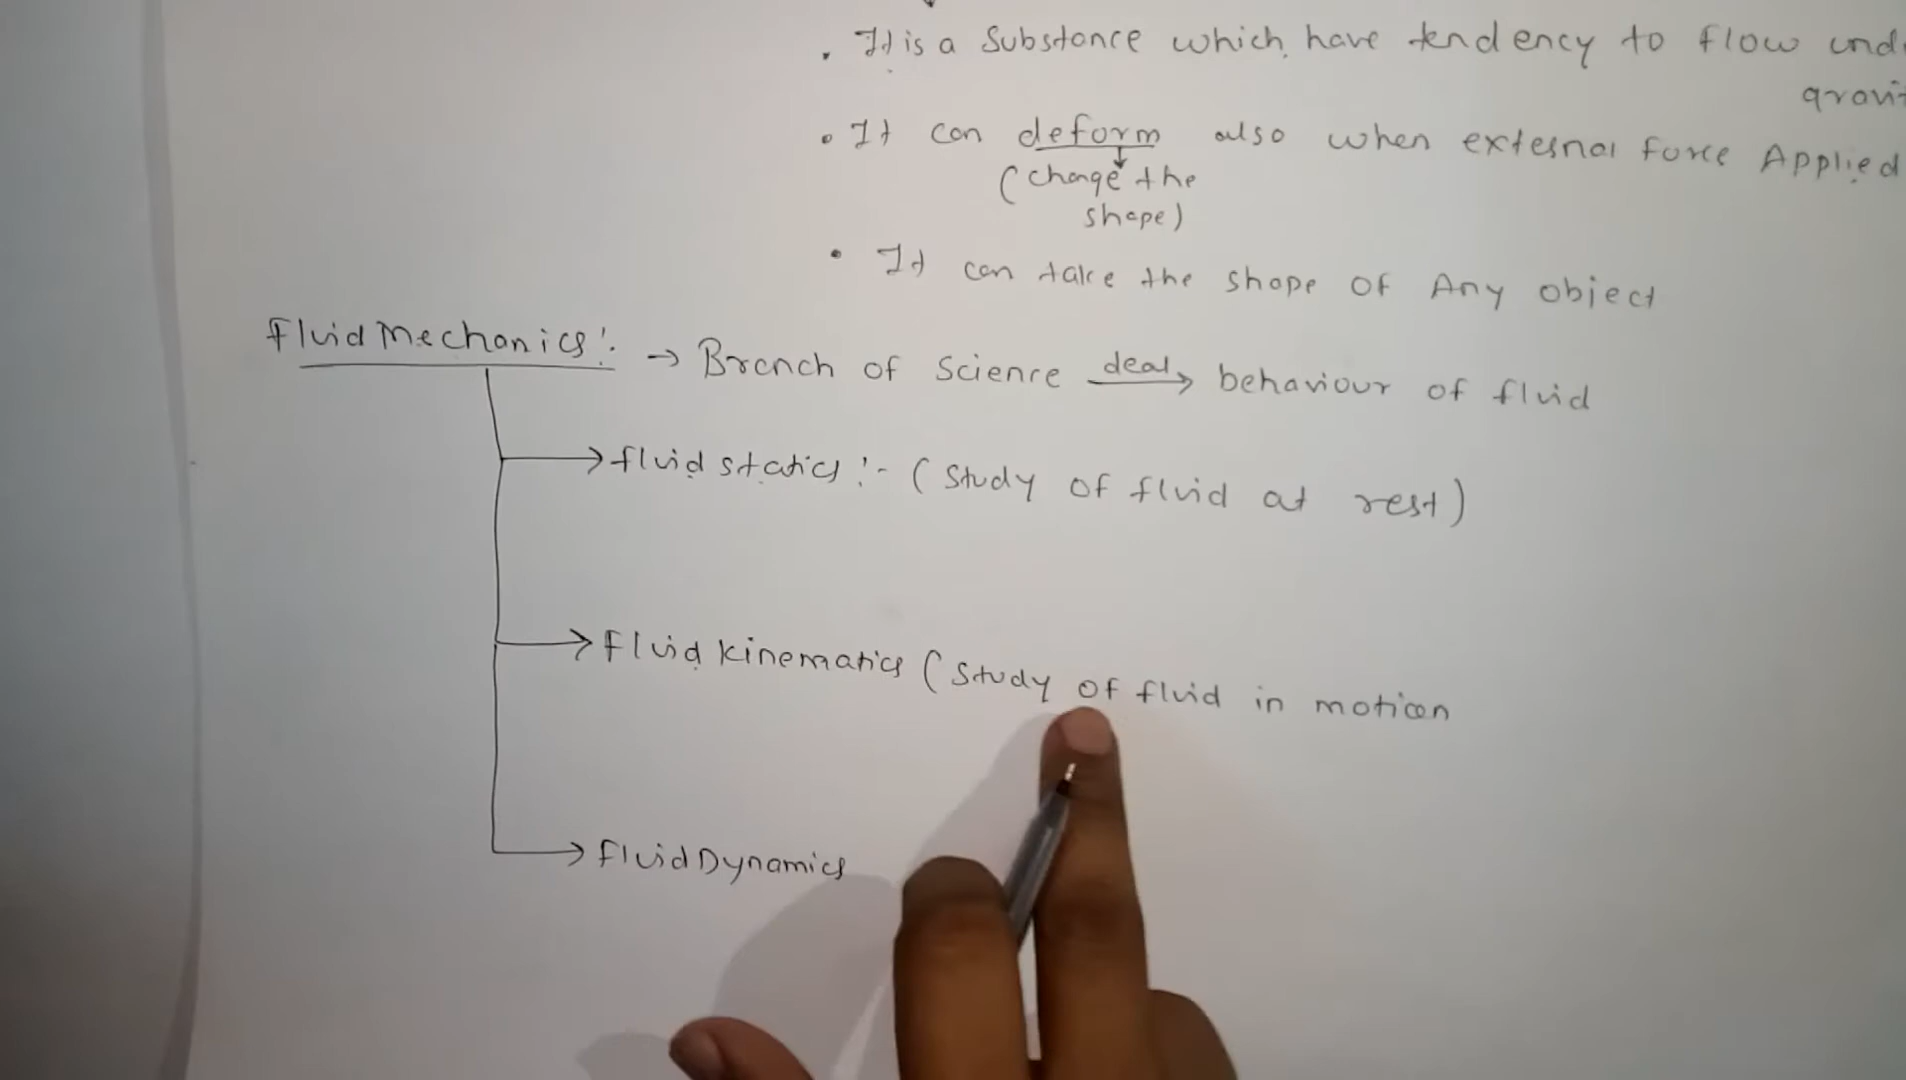 . It is a Substance which have tendency to flow und
gravit
• It can deform also when external force Applied
(change the
shape)
• It can take the shape of Any object
Fluid Mechanics :- → Branch of Science deal → behaviour of fluid
→ fluid statics :- (Study of fluid at rest)
→ fluid kinematics (Study of fluid in motion
→ fluid Dynamics